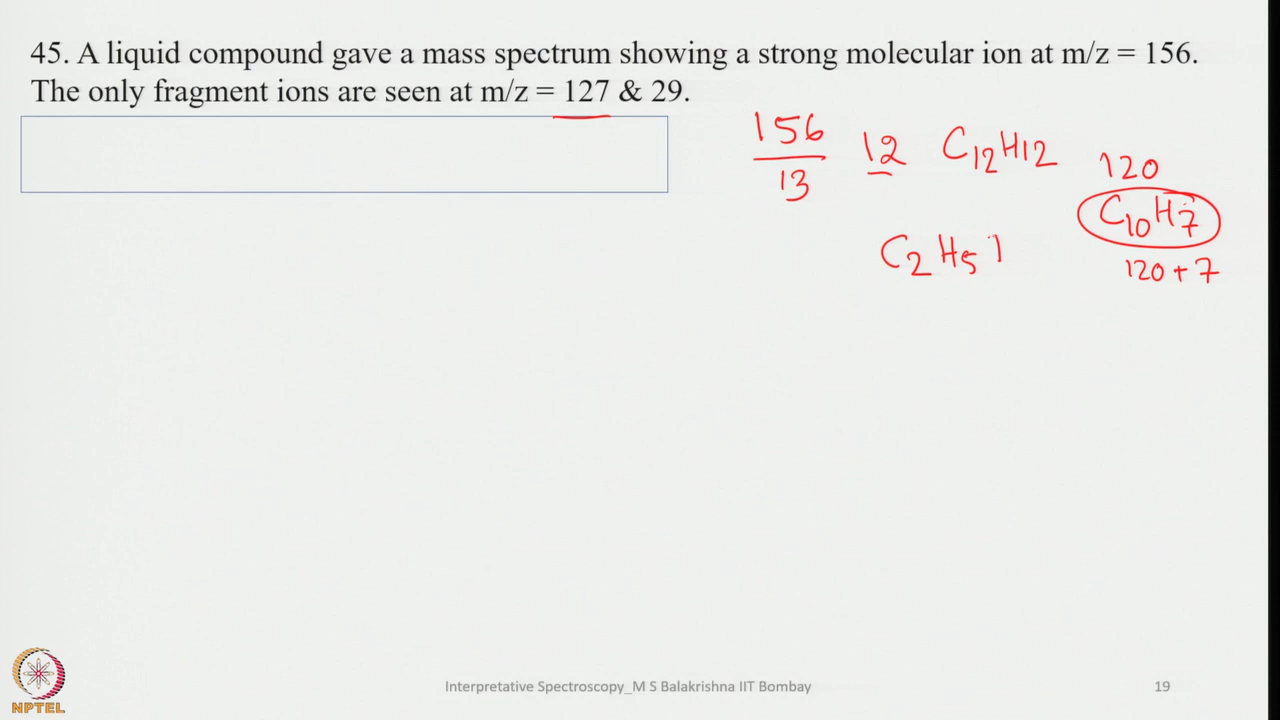 45. A liquid compound gave a mass spectrum showing a strong molecular ion at m/z = 156.
The only fragment ions are seen at m/z = 127 & 29.
156
13
12
C12H12
120
C10H7
120 + 7
C2H5 I
NPTEL
Interpretative Spectroscopy_M S Balakrishna IIT Bombay
19